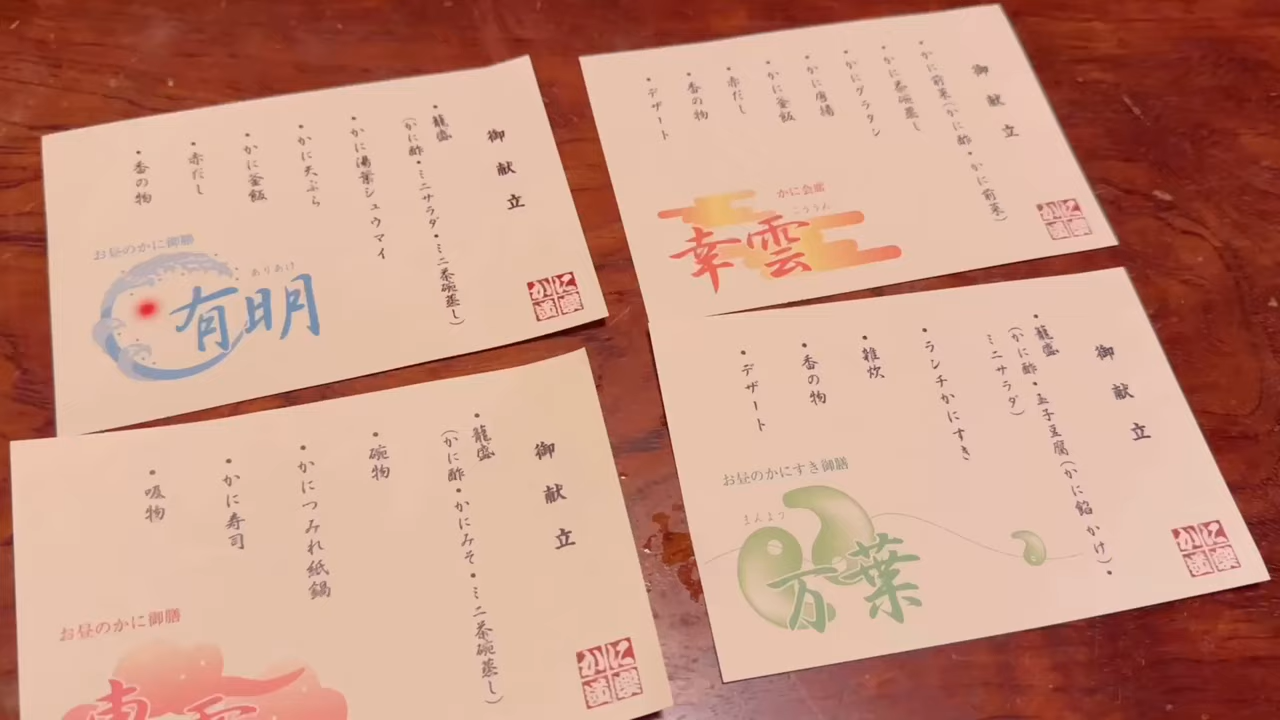 御献立
・籠盛
(かに酢・ミニサラダ・ミニ茶碗蒸し)
・かに湯葉シュウマイ
・かに天ぷら
・かに釜飯
・赤だし
・香の物
お昼のかに御膳
ありあけ
有明
かに道楽
御献立
・かに前菜(かに酢・かに前菜)
・かに茶碗蒸し
・かにグラタン
・かに唐揚
・かに釜飯
・赤だし
・香の物
・デザート
かに会席
こううん
幸雲
かに道楽
御献立
・籠盛
(かに酢・かにみそ・ミニ茶碗蒸し)
・碗物
・かにつみれ紙鍋
・かに寿司
・吸物
お昼のかに御膳
かに道楽
御献立
・籠盛
(かに酢・玉子豆腐(かに餡かけ)・
ミニサラダ)
・ランチかにすき
・雑炊
・香の物
・デザート
お昼のかにすき御膳
まんよう
万葉
かに道楽